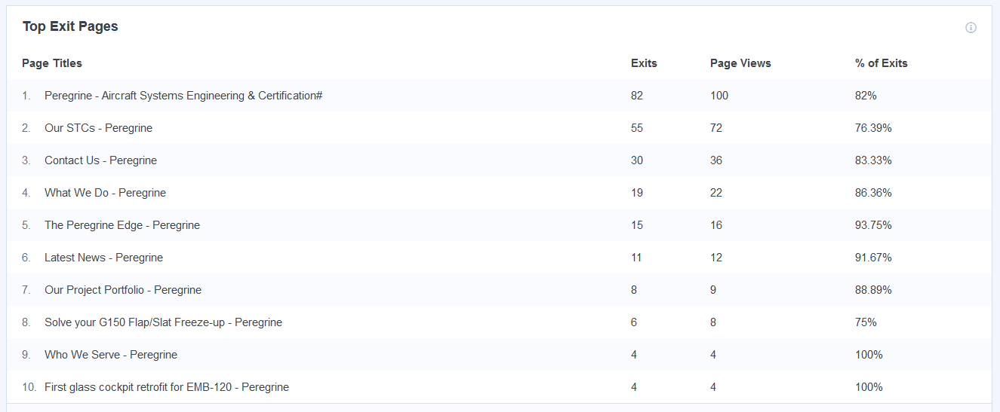 Top Exit Pages
Page Titles Exits Page Views % of Exits
1. Peregrine - Aircraft Systems Engineering & Certification# 82 100 82%
2. Our STCs - Peregrine 55 72 76.39%
3. Contact Us - Peregrine 30 36 83.33%
4. What We Do - Peregrine 19 22 86.36%
5. The Peregrine Edge - Peregrine 15 16 93.75%
6. Latest News - Peregrine 11 12 91.67%
7. Our Project Portfolio - Peregrine 8 9 88.89%
8. Solve your G150 Flap/Slat Freeze-up - Peregrine 6 8 75%
9. Who We Serve - Peregrine 4 4 100%
10. First glass cockpit retrofit for EMB-120 - Peregrine 4 4 100%